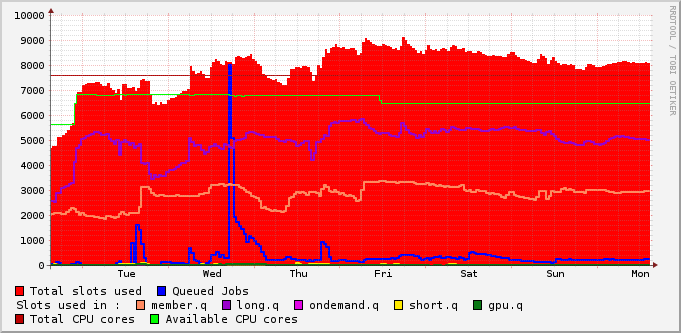 10000
9000
8000
7000
6000
5000
4000
3000
2000
1000
0
Tue Wed Thu Fri Sat Sun Mon
Total slots used Queued Jobs
Slots used in : member.q long.q ondemand.q short.q gpu.q
Total CPU cores Available CPU cores
RRDTOOL / TOBI OETIKER